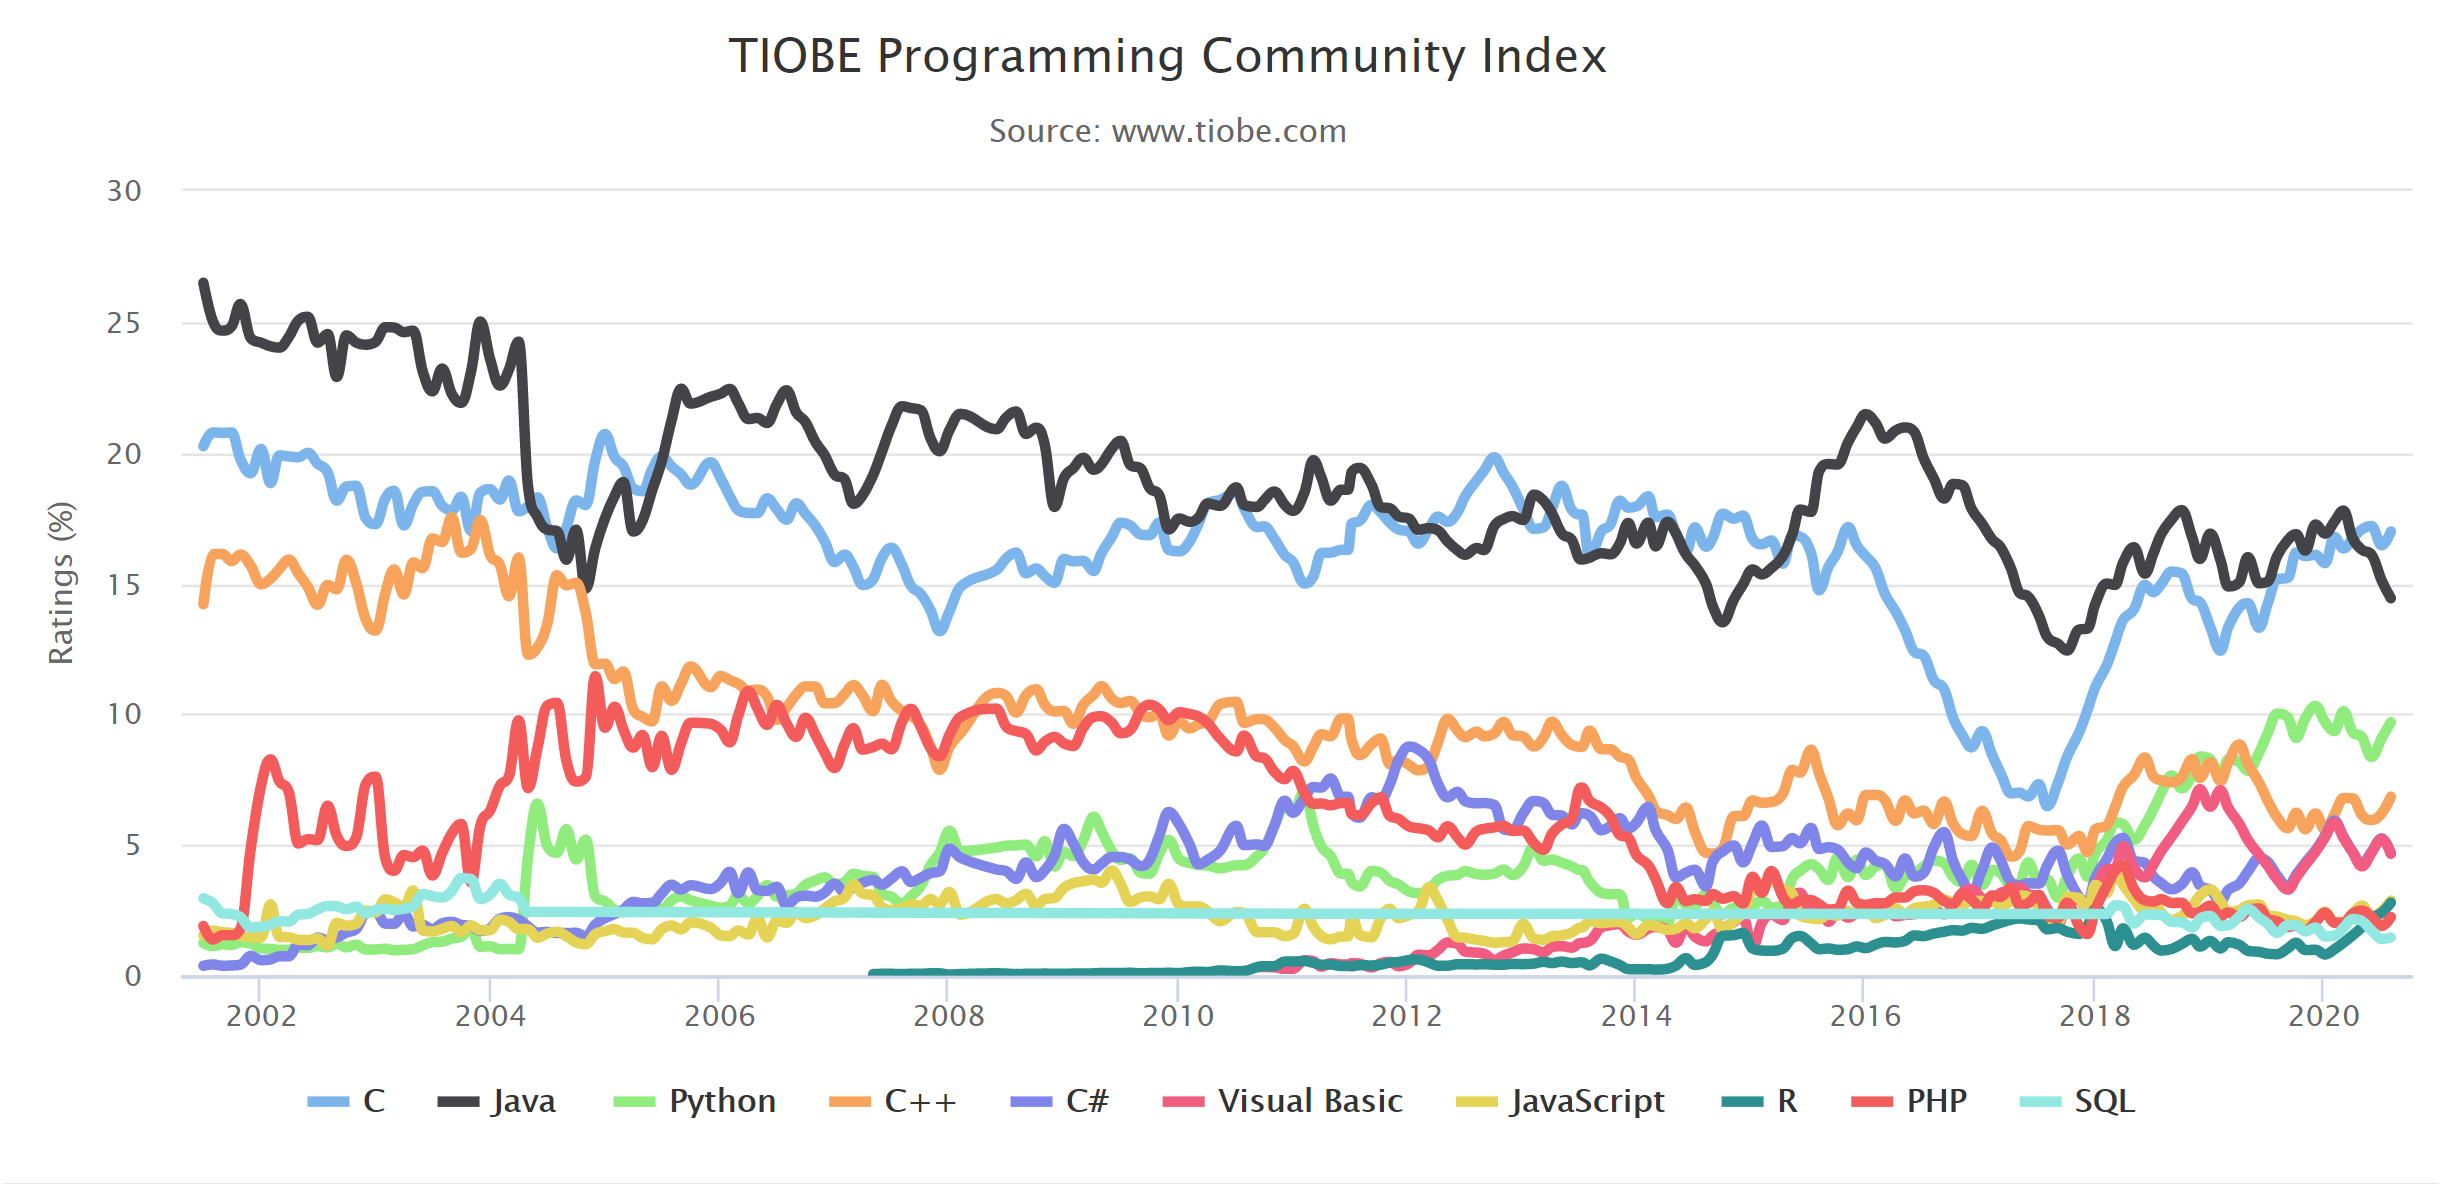 TIOBE Programming Community Index
Source: www.tiobe.com
Ratings (%)
30
25
20
15
10
5
0
2002 2004 2006 2008 2010 2012 2014 2016 2018 2020
C Java Python C++ C# Visual Basic JavaScript R PHP SQL